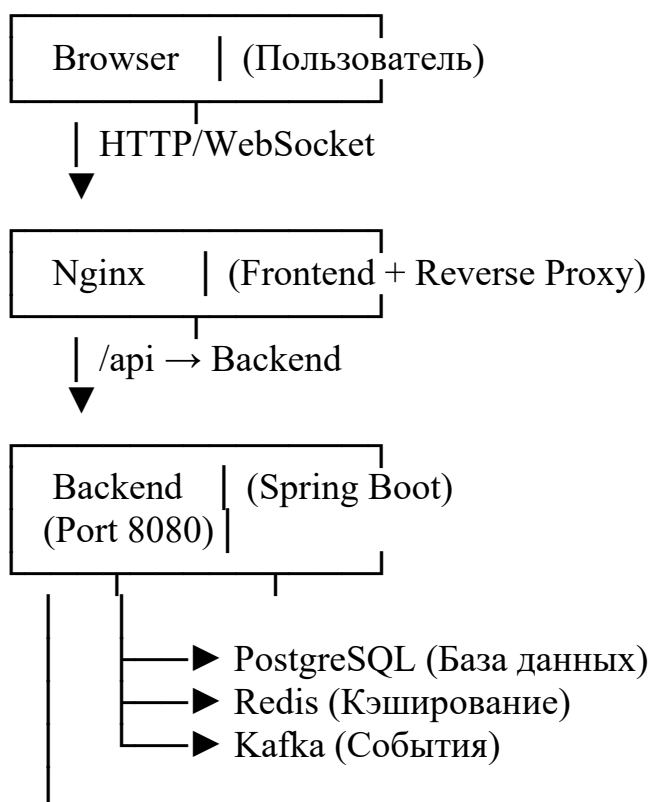 Browser (Пользователь)
HTTP/WebSocket
Nginx (Frontend + Reverse Proxy)
/api → Backend
Backend (Spring Boot)
(Port 8080)
PostgreSQL (База данных)
Redis (Кэширование)
Kafka (События)